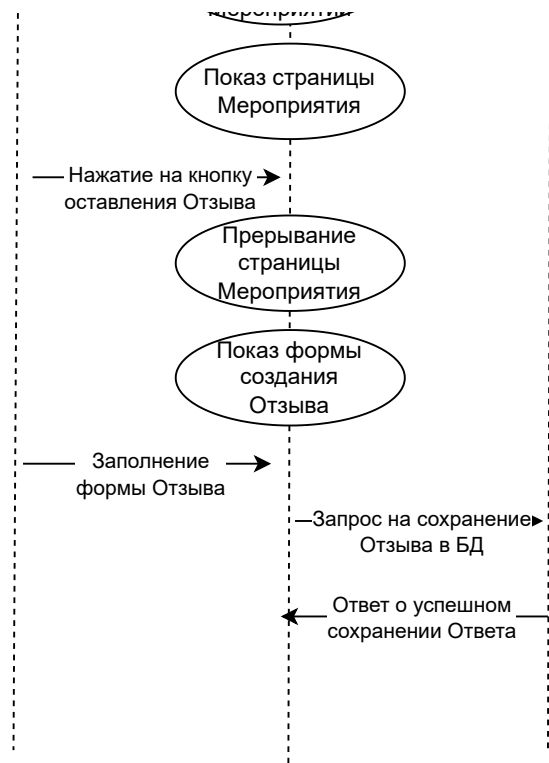 Мероприятий
Показ страницы
Мероприятия
Нажатие на кнопку
оставления Отзыва
Прерывание
страницы
Мероприятия
Показ формы
создания
Отзыва
Заполнение
формы Отзыва
Запрос на сохранение
Отзыва в БД
Ответ о успешном
сохранении Ответа